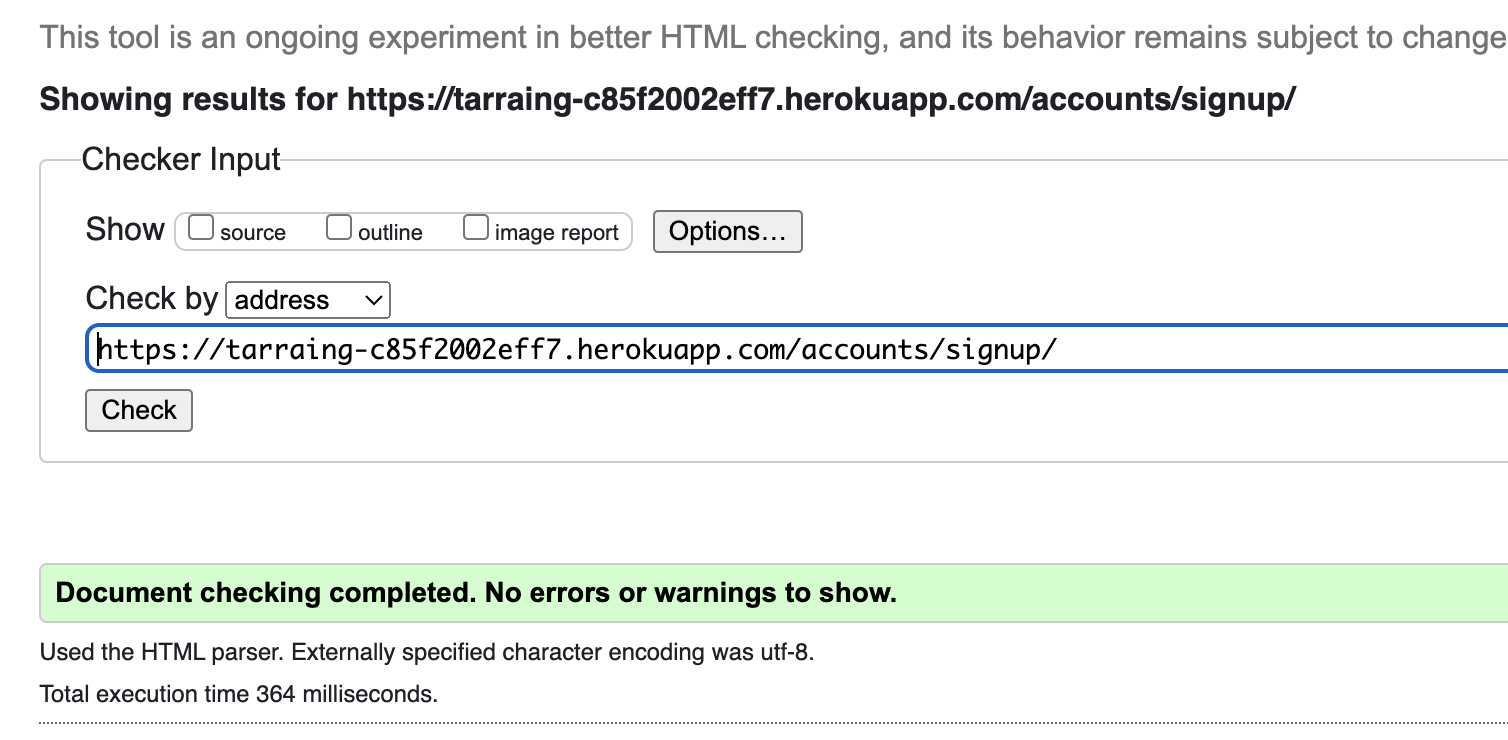 This tool is an ongoing experiment in better HTML checking, and its behavior remains subject to change
Showing results for https://tarraing-c85f2002eff7.herokuapp.com/accounts/signup/
Checker Input
Show source outline image report Options...
Check by address
https://tarraing-c85f2002eff7.herokuapp.com/accounts/signup/
Check
Document checking completed. No errors or warnings to show.
Used the HTML parser. Externally specified character encoding was utf-8.
Total execution time 364 milliseconds.